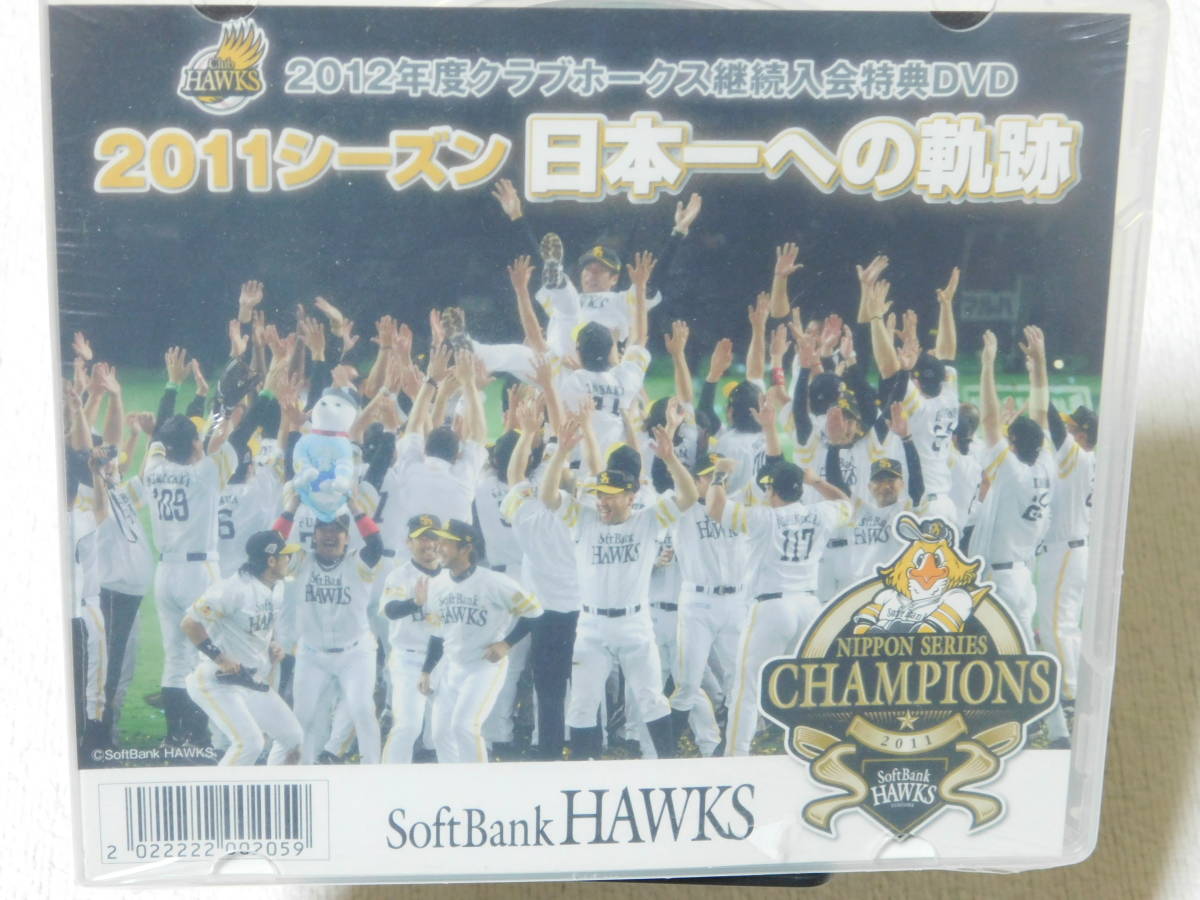 Club
HAWKS
2012年度クラブホークス継続入会特典DVD
2011シーズン 日本一への軌跡
109
HAWKS
117
SoftBank
HAWKS
SoftBank
HAWKS
HAWKS
NIPPON SERIES
CHAMPIONS
2011
SoftBank
HAWKS
©SoftBank HAWKS
2 022222 002059
SoftBank HAWKS